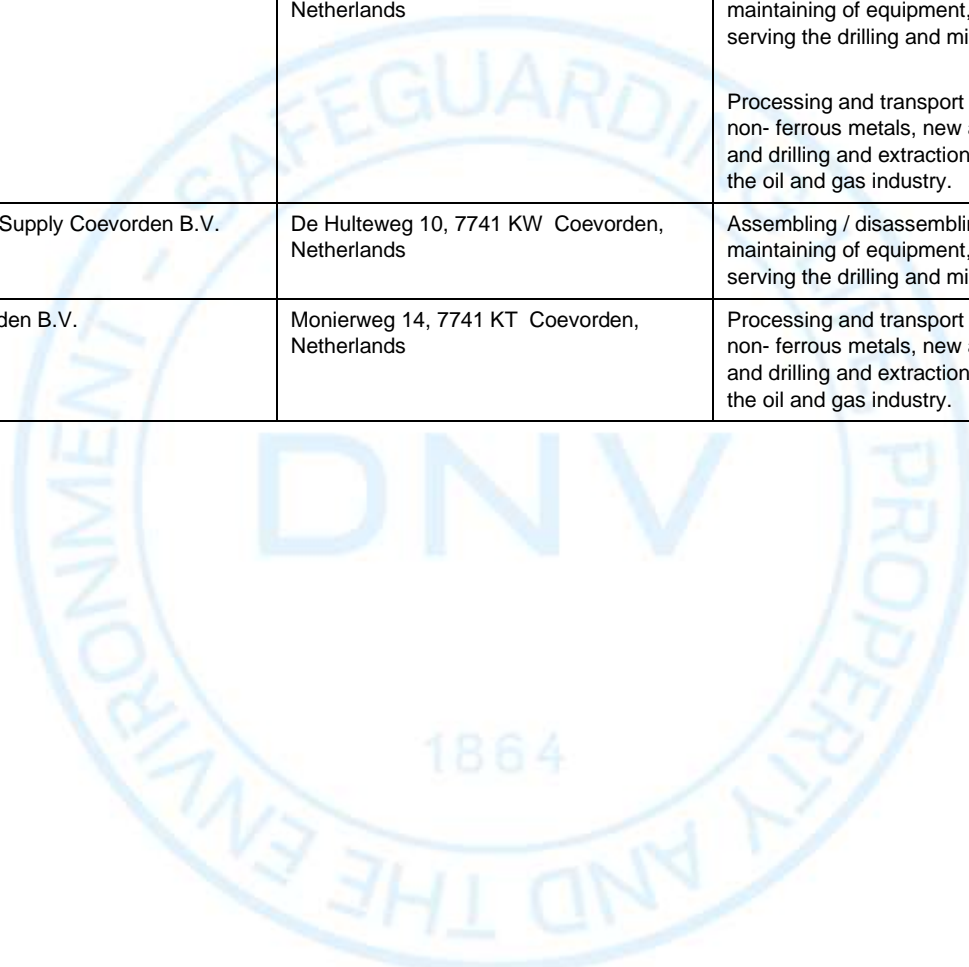 Netherlands
maintaining of equipment,
serving the drilling and mi
Processing and transport
non- ferrous metals, new a
and drilling and extraction
the oil and gas industry.
Supply Coevorden B.V.
De Hulteweg 10, 7741 KW Coevorden,
Netherlands
Assembling / disassemblin
maintaining of equipment,
serving the drilling and mi
den B.V.
Monierweg 14, 7741 KT Coevorden,
Netherlands
Processing and transport
non- ferrous metals, new a
and drilling and extraction
the oil and gas industry.
SAFEGUARDING LIFE PROPERTY AND THE ENVIRONMENT -
DNV
1864